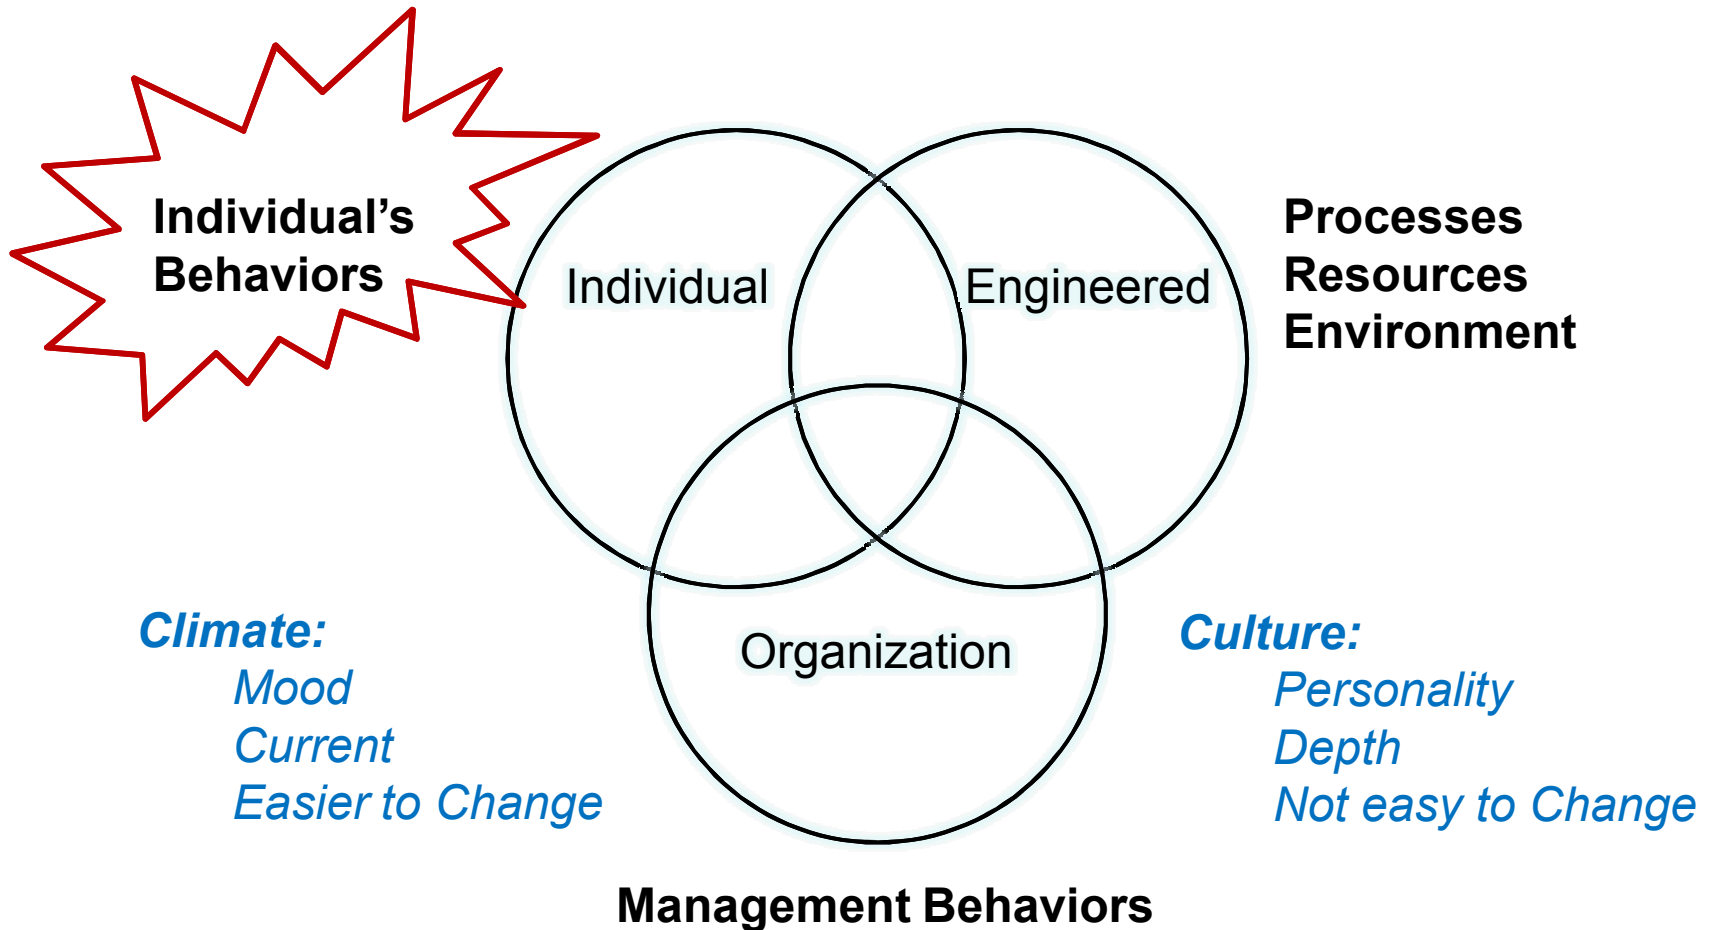 Individual’s
Behaviors
Individual
Engineered
Processes
Resources
Environment
Climate:
Mood
Current
Easier to Change
Organization
Culture:
Personality
Depth
Not easy to Change
Management Behaviors